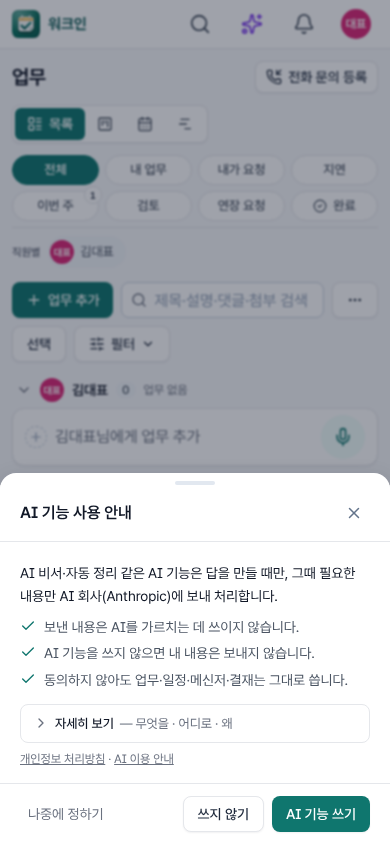 워크인
대표
업무
전화 문의 등록
목록
전체
내 업무
내가 요청
지연
이번 주
1
검토
연장 요청
완료
직원별
대표
김대표
+ 업무 추가
제목·설명·댓글·첨부 검색
선택
필터
대표
김대표
0
업무 없음
김대표님에게 업무 추가
AI 기능 사용 안내
AI 비서·자동 정리 같은 AI 기능은 답을 만들 때만, 그때 필요한
내용만 AI 회사(Anthropic)에 보내 처리합니다.
보낸 내용은 AI를 가르치는 데 쓰이지 않습니다.
AI 기능을 쓰지 않으면 내 내용은 보내지 않습니다.
동의하지 않아도 업무·일정·메신저·결재는 그대로 씁니다.
자세히 보기 — 무엇을 · 어디로 · 왜
개인정보 처리방침 · AI 이용 안내
나중에 정하기
쓰지 않기
AI 기능 쓰기